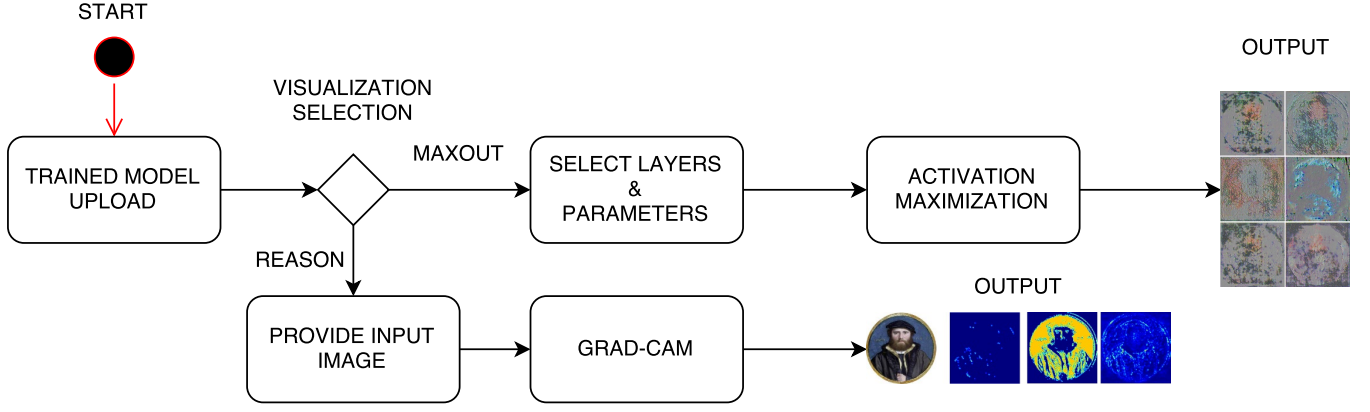 START
TRAINED MODEL
UPLOAD
VISUALIZATION
SELECTION
MAXOUT
SELECT LAYERS
&
PARAMETERS
ACTIVATION
MAXIMIZATION
OUTPUT
REASON
PROVIDE INPUT
IMAGE
GRAD-CAM
OUTPUT